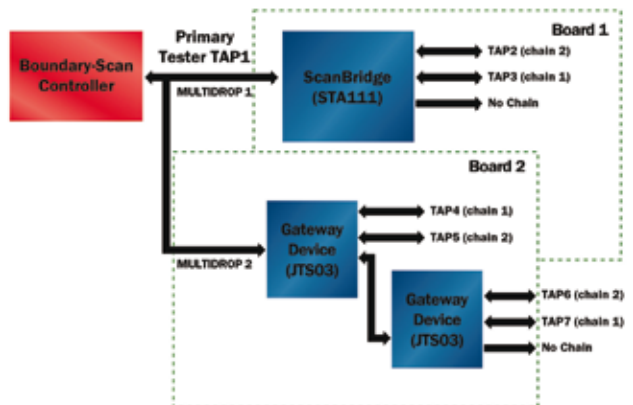 Board 1
Primary
Tester TAP1
Boundary-Scan
Controller
MULTIDROP 1
ScanBridge
(STA111)
TAP2 (chain 2)
TAP3 (chain 1)
No Chain
Board 2
Gateway
Device
(JTS03)
MULTIDROP 2
TAP4 (chain 1)
TAP5 (chain 2)
Gateway
Device
(JTS03)
TAP6 (chain 2)
TAP7 (chain 1)
No Chain